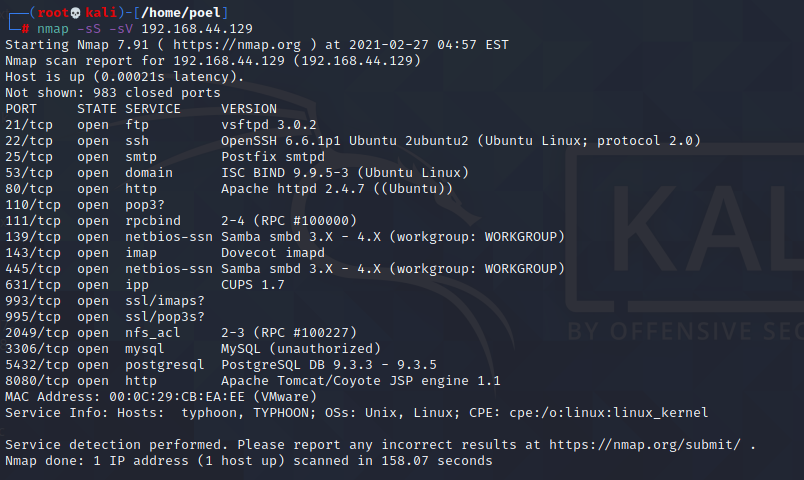 (root💀kali)-[/home/poel]
# nmap -sS -sV 192.168.44.129
Starting Nmap 7.91 ( https://nmap.org ) at 2021-02-27 04:57 EST
Nmap scan report for 192.168.44.129 (192.168.44.129)
Host is up (0.00021s latency).
Not shown: 983 closed ports
PORT     STATE SERVICE     VERSION
21/tcp   open  ftp         vsftpd 3.0.2
22/tcp   open  ssh         OpenSSH 6.6.1p1 Ubuntu 2ubuntu2 (Ubuntu Linux; protocol 2.0)
25/tcp   open  smtp        Postfix smtpd
53/tcp   open  domain      ISC BIND 9.9.5-3 (Ubuntu Linux)
80/tcp   open  http        Apache httpd 2.4.7 ((Ubuntu))
110/tcp  open  pop3?
111/tcp  open  rpcbind     2-4 (RPC #100000)
139/tcp  open  netbios-ssn Samba smbd 3.X - 4.X (workgroup: WORKGROUP)
143/tcp  open  imap        Dovecot imapd
445/tcp  open  netbios-ssn Samba smbd 3.X - 4.X (workgroup: WORKGROUP)
631/tcp  open  ipp         CUPS 1.7
993/tcp  open  ssl/imaps?
995/tcp  open  ssl/pop3s?
2049/tcp open  nfs_acl     2-3 (RPC #100227)
3306/tcp open  mysql       MySQL (unauthorized)
5432/tcp open  postgresql  PostgreSQL DB 9.3.3 - 9.3.5
8080/tcp open  http        Apache Tomcat/Coyote JSP engine 1.1
MAC Address: 00:0C:29:CB:EA:EE (VMware)
Service Info: Hosts:  typhoon, TYPHOON; OSs: Unix, Linux; CPE: cpe:/o:linux:linux_kernel
Service detection performed. Please report any incorrect results at https://nmap.org/submit/ .
Nmap done: 1 IP address (1 host up) scanned in 158.07 seconds
KAL
BY OFFENSIVE SEC